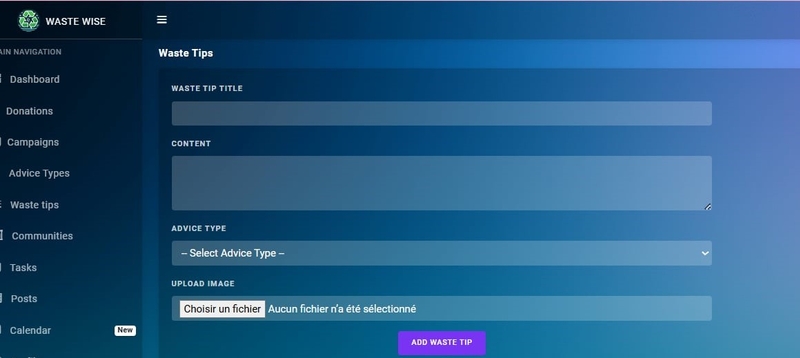 WASTE WISE
AIN NAVIGATION
Dashboard
Donations
Campaigns
Advice Types
Waste tips
Communities
Tasks
Posts
Calendar New
Waste Tips
WASTE TIP TITLE
CONTENT
ADVICE TYPE
-- Select Advice Type --
UPLOAD IMAGE
Choisir un fichier Aucun fichier n'a été sélectionné
ADD WASTE TIP